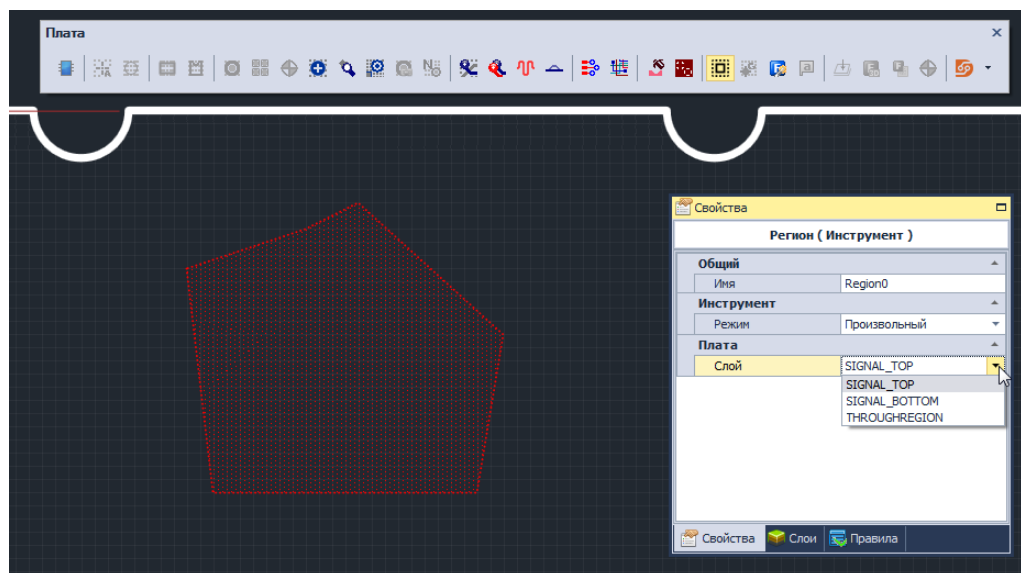 Плата
Свойства
Регион ( Инструмент )
Общий
Имя Region0
Инструмент
Режим Произвольный
Плата
Слой SIGNAL_TOP
SIGNAL_TOP
SIGNAL_BOTTOM
THROUGHREGION
Свойства Слои Правила